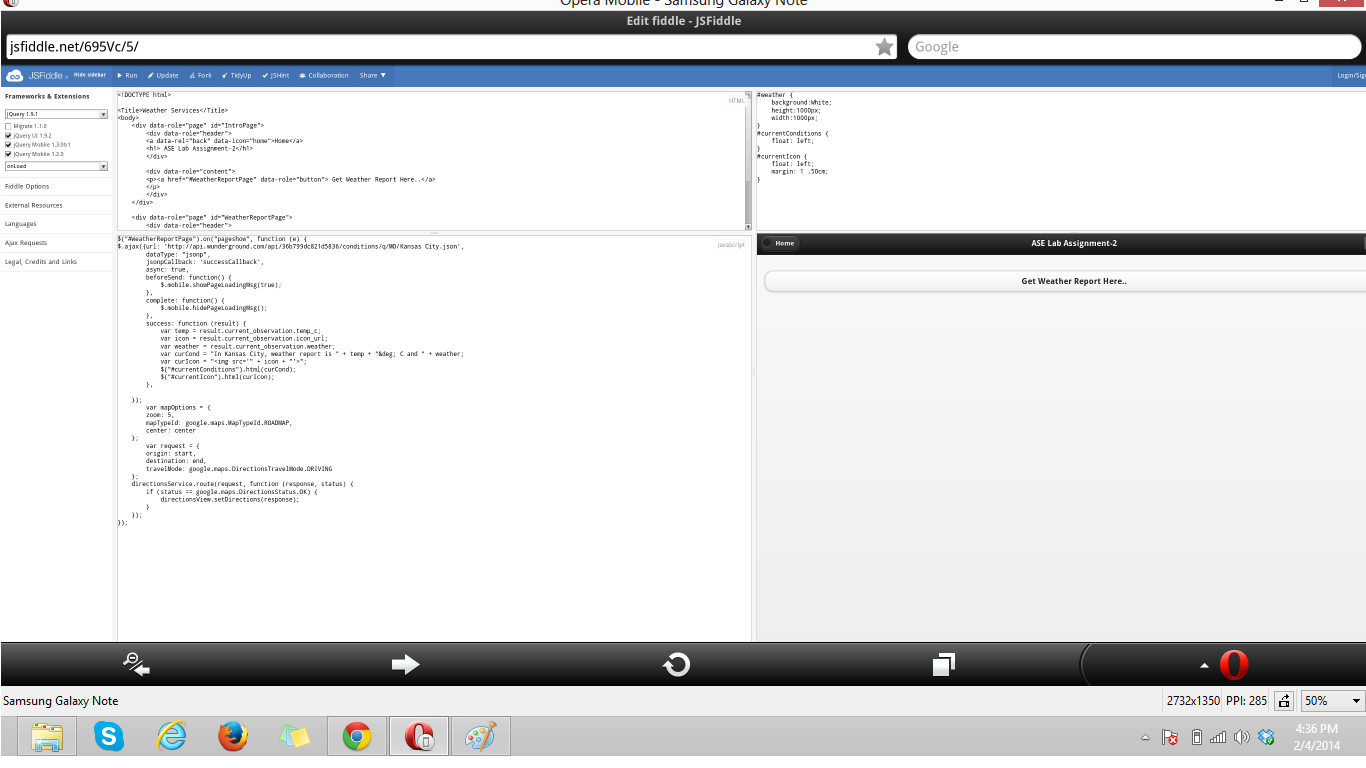 Opera Mobile - Samsung Galaxy Note
Edit fiddle - JSFiddle
jsfiddle.net/695Vc/5/
Google
JSFiddle
Hide sidebar
Run
Update
Fork
TidyUp
JSHint
Collaboration
Share
Frameworks & Extensions
jQuery 1.9.1
Migrate 1.1.0
jQuery UI 1.9.2
jQuery Mobile 1.3.0b1
jQuery Mobile 1.2.0
onLoad
Fiddle Options
External Resources
Languages
Ajax Requests
Legal, Credits and Links
HTML
<!DOCTYPE html>
<Title>Weather Services</Title>
<body>
<div data-role="page" id="IntroPage">
<div data-role="header">
<a data-rel="back" data-icon="home">Home</a>
<h1> ASE Lab Assignment-2</h1>
</div>
<div data-role="content">
<p><a href="#WeatherReportPage" data-role="button"> Get Weather Report Here..</a>
</p>
</div>
</div>
<div data-role="page" id="WeatherReportPage">
<div data-role="header">
#weather {
background:White;
height:1000px;
width:1000px;
}
#currentConditions {
float: left;
}
#currentIcon {
float: left;
margin: 1 .50cm;
}
JavaScript
$("#WeatherReportPage").on("pageshow", function (e) {
$.ajax({url: 'http://api.wunderground.com/api/36b799dc821d5836/conditions/q/MO/Kansas City.json',
dataType: "jsonp",
jsonpCallback: 'successCallback',
async: true,
beforeSend: function() {
$.mobile.showPageLoadingMsg(true);
},
complete: function() {
$.mobile.hidePageLoadingMsg();
},
success: function (result) {
var temp = result.current_observation.temp_c;
var icon = result.current_observation.icon_url;
var weather = result.current_observation.weather;
var curCond = "In Kansas City, weather report is " + temp + "&deg; C and " + weather;
var curIcon = "<img src='" + icon + "'>";
$("#currentConditions").html(curCond);
$("#currentIcon").html(curIcon);
},
});
var mapOptions = {
zoom: 5,
mapTypeId: google.maps.MapTypeId.ROADMAP,
center: center
};
var request = {
origin: start,
destination: end,
travelMode: google.maps.DirectionsTravelMode.DRIVING
};
directionsService.route(request, function (response, status) {
if (status == google.maps.DirectionsStatus.OK) {
directionsView.setDirections(response);
}
});
});
Home
ASE Lab Assignment-2
Get Weather Report Here..
Samsung Galaxy Note
2732x1350 PPI: 285
50%
4:36 PM
2/4/2014